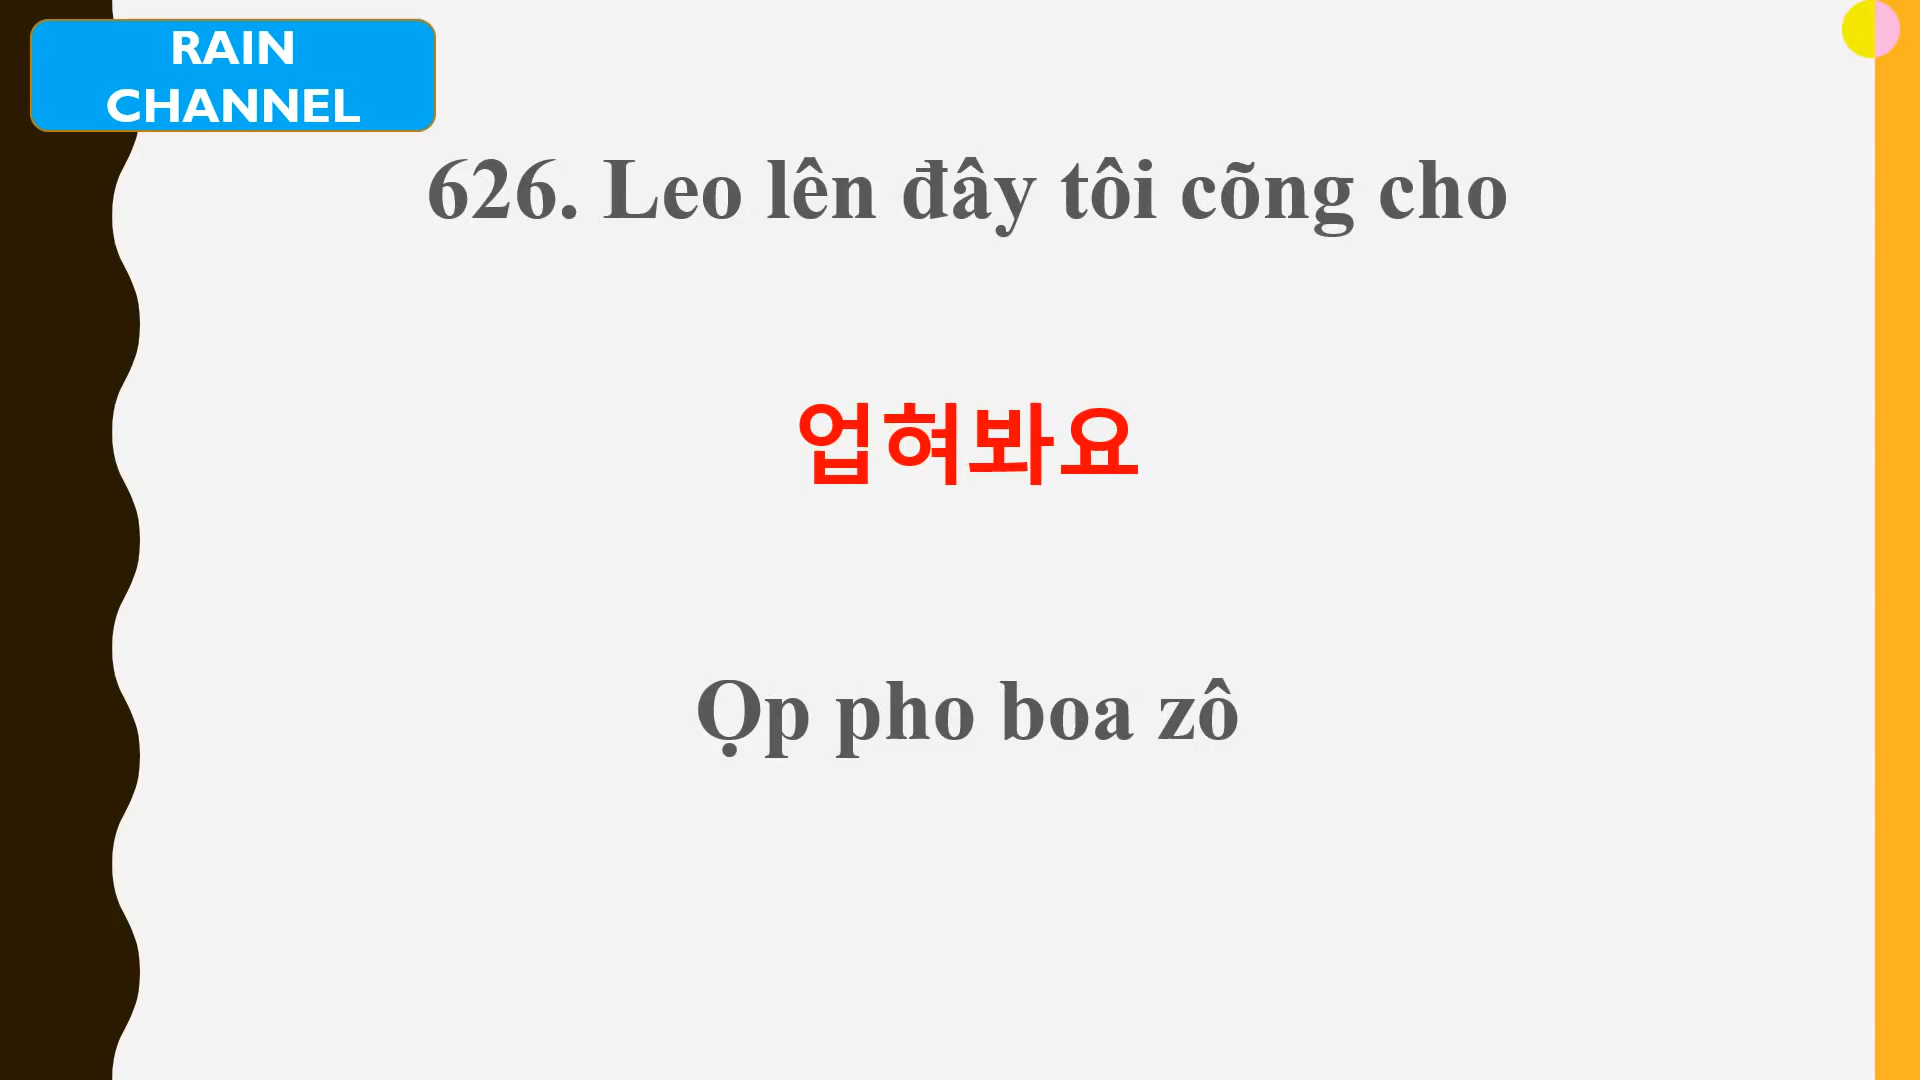 RAIN
CHANNEL
626. Leo lên đây tôi cõng cho
업혀봐요
Ọp pho boa zô